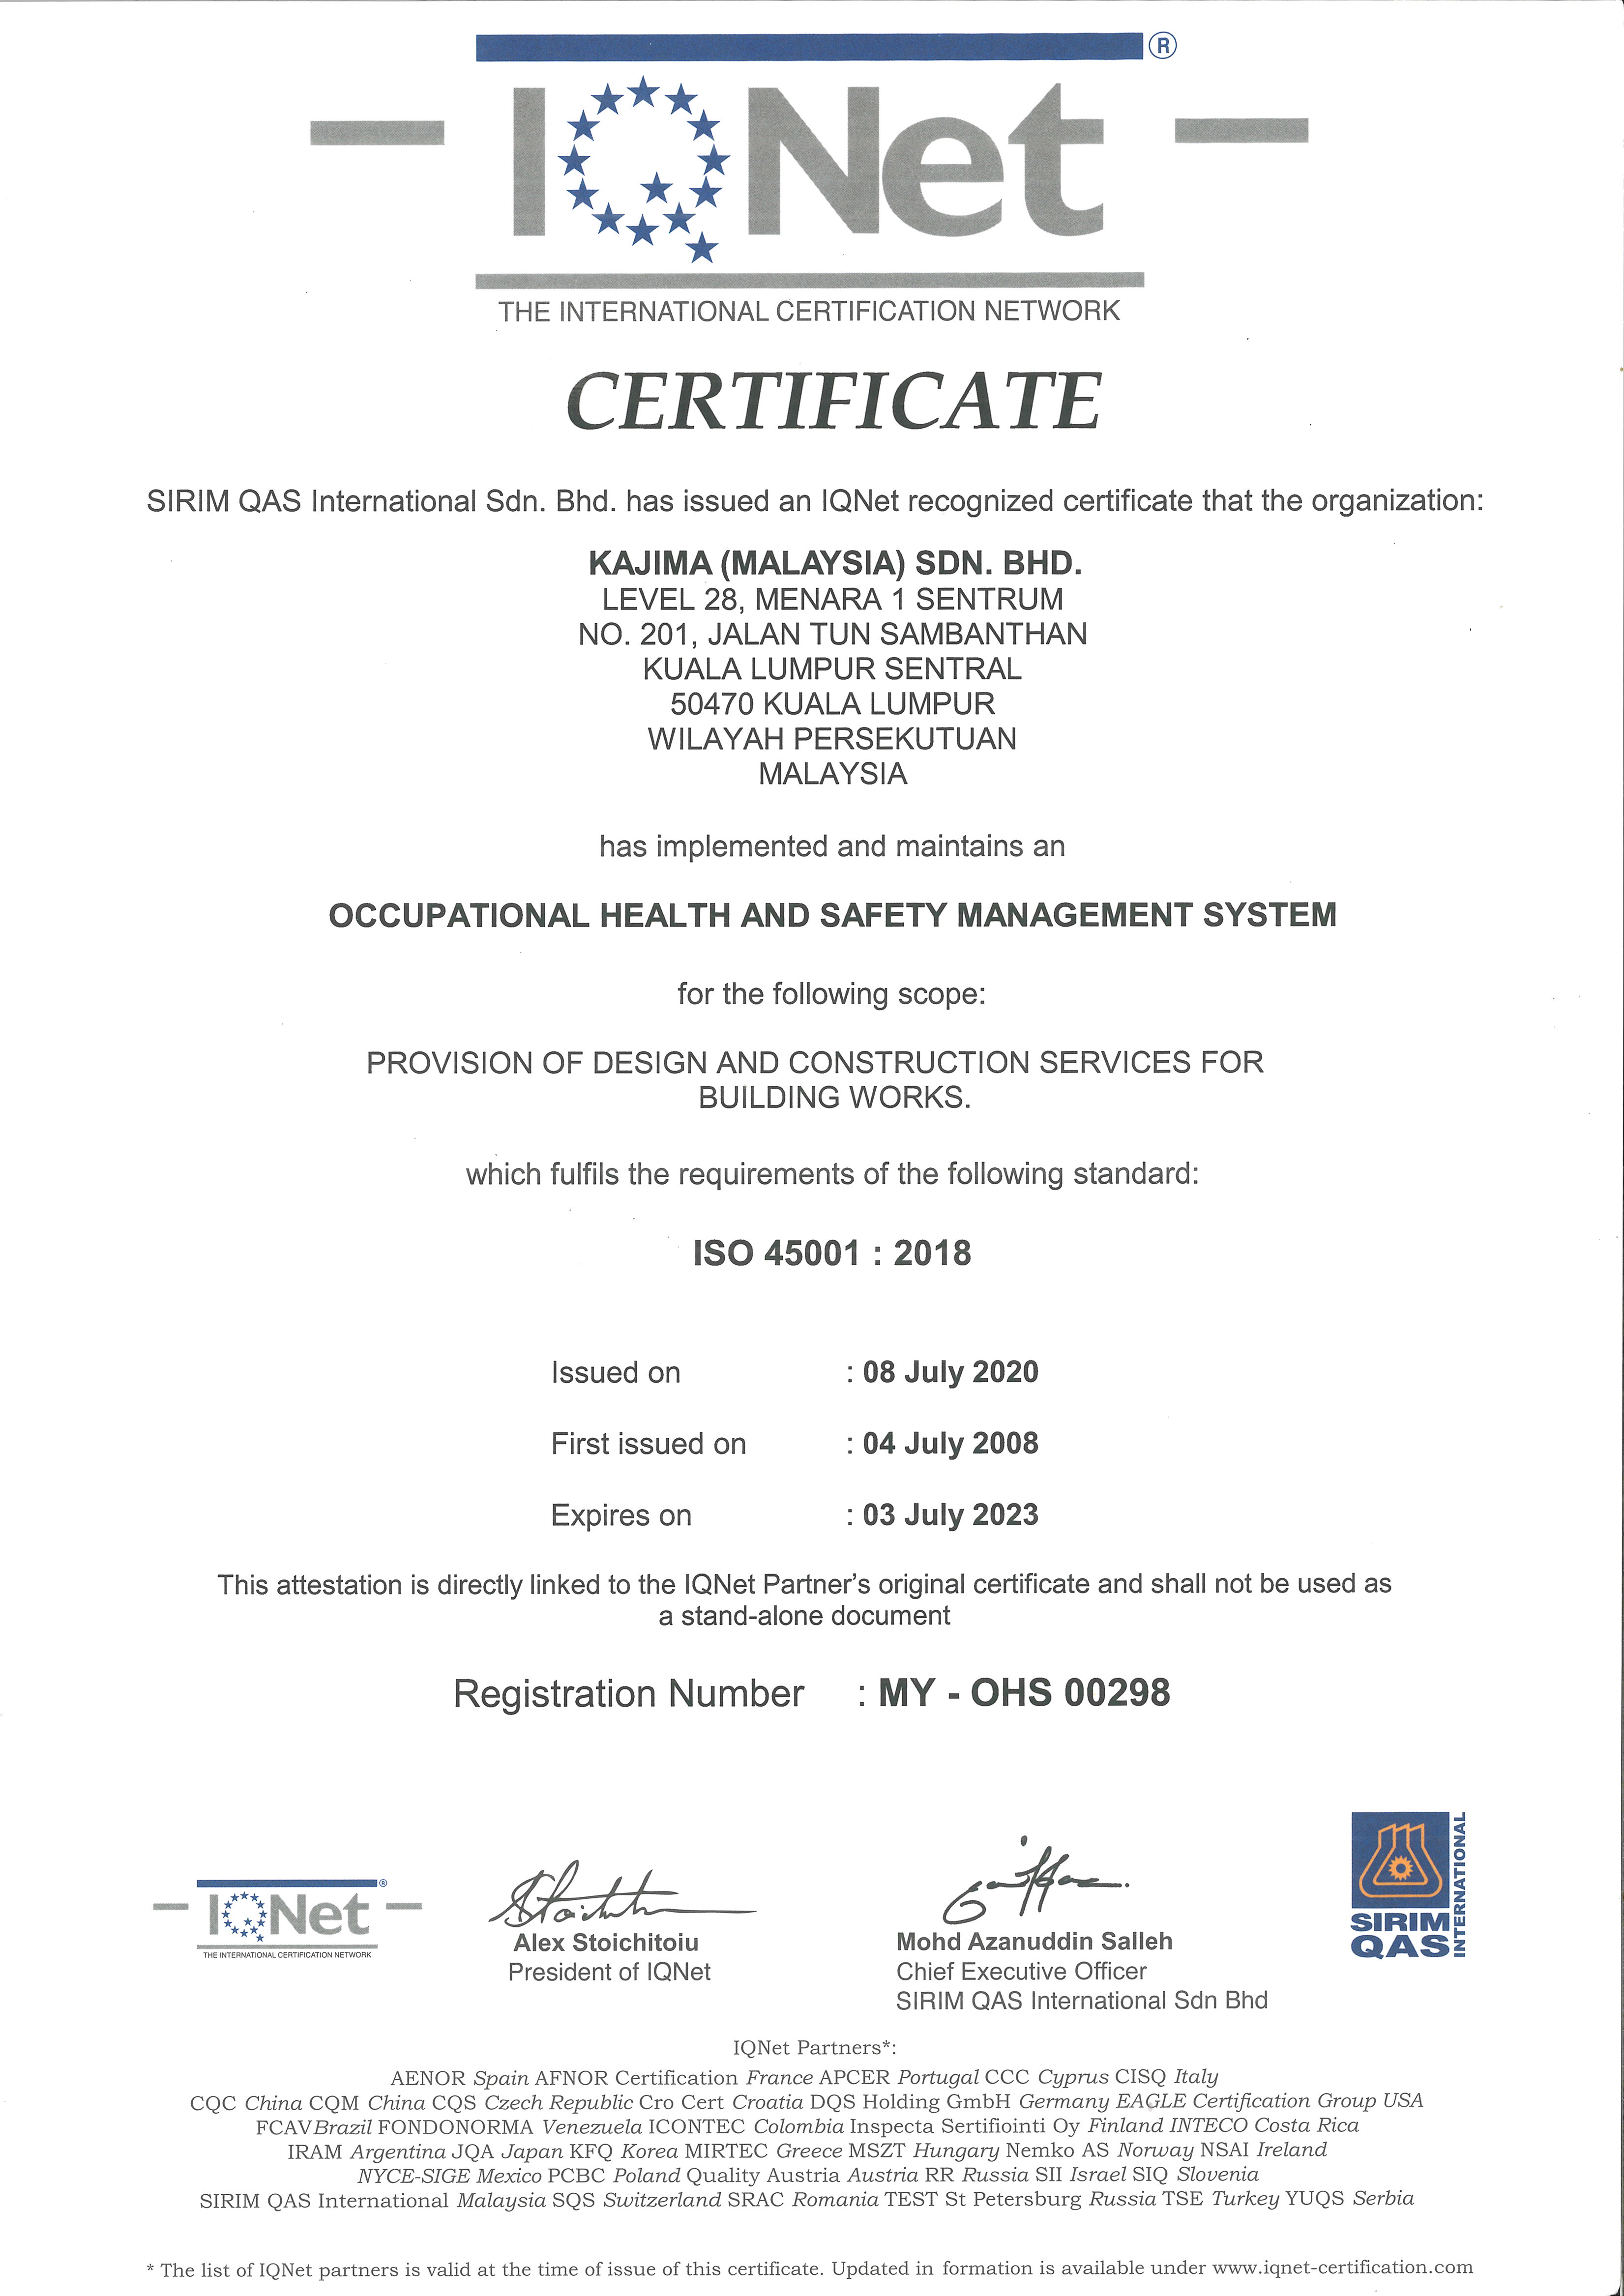 IQNet®
THE INTERNATIONAL CERTIFICATION NETWORK
CERTIFICATE
SIRIM QAS International Sdn. Bhd. has issued an IQNet recognized certificate that the organization:
KAJIMA (MALAYSIA) SDN. BHD.
LEVEL 28, MENARA 1 SENTRUM
NO. 201, JALAN TUN SAMBANTHAN
KUALA LUMPUR SENTRAL
50470 KUALA LUMPUR
WILAYAH PERSEKUTUAN
MALAYSIA
has implemented and maintains an
OCCUPATIONAL HEALTH AND SAFETY MANAGEMENT SYSTEM
for the following scope:
PROVISION OF DESIGN AND CONSTRUCTION SERVICES FOR
BUILDING WORKS.
which fulfils the requirements of the following standard:
ISO 45001 : 2018
Issued on : 08 July 2020
First issued on : 04 July 2008
Expires on : 03 July 2023
This attestation is directly linked to the IQNet Partner's original certificate and shall not be used as
a stand-alone document
Registration Number : MY - OHS 00298
IQNet®
THE INTERNATIONAL CERTIFICATION NETWORK
Alex Stoichitoiu
President of IQNet
Mohd Azanuddin Salleh
Chief Executive Officer
SIRIM QAS International Sdn Bhd
SIRIM
QAS
INTERNATIONAL
IQNet Partners*:
AENOR Spain AFNOR Certification France APCER Portugal CCC Cyprus CISQ Italy
CQC China CQM China CQS Czech Republic Cro Cert Croatia DQS Holding GmbH Germany EAGLE Certification Group USA
FCAV Brazil FONDONORMA Venezuela ICONTEC Colombia Inspecta Sertifiointi Oy Finland INTECO Costa Rica
IRAM Argentina JQA Japan KFQ Korea MIRTEC Greece MSZT Hungary Nemko AS Norway NSAI Ireland
NYCE-SIGE Mexico PCBC Poland Quality Austria Austria RR Russia SII Israel SIQ Slovenia
SIRIM QAS International Malaysia SQS Switzerland SRAC Romania TEST St Petersburg Russia TSE Turkey YUQS Serbia
* The list of IQNet partners is valid at the time of issue of this certificate. Updated in formation is available under www.iqnet-certification.com